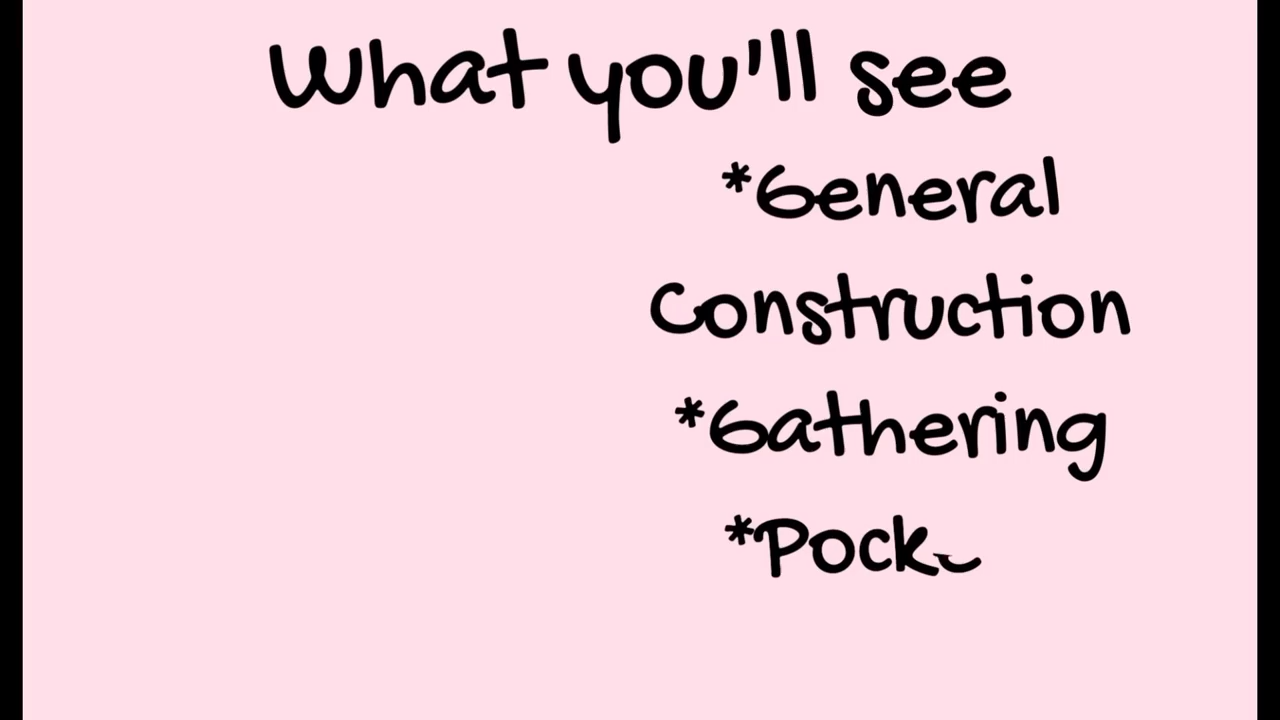 What you'll see
*General
Construction
*Gathering
*Pock